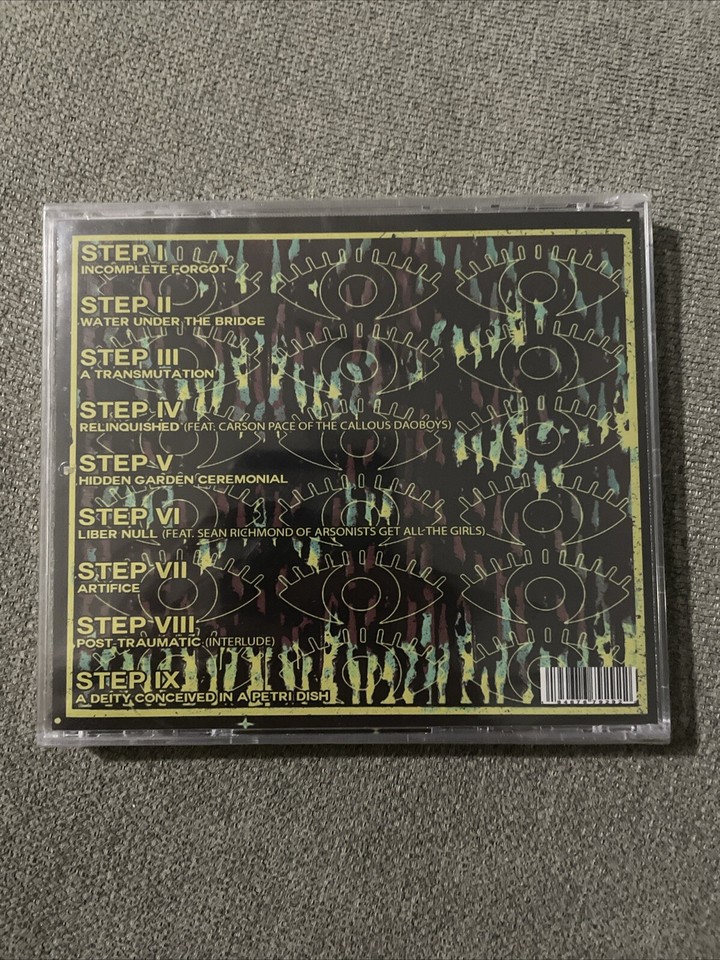 STEP I
INCOMPLETE FORGOT
STEP II
WATER UNDER THE BRIDGE
STEP III
A TRANSMUTATION
STEP IV
RELINQUISHED (FEAT. CARSON PACE OF THE CALLOUS DAOBOYS)
STEP V
HIDDEN GARDEN CEREMONIAL
STEP VI
LIBER NULL (FEAT. SEAN RICHMOND OF ARSONISTS GET ALL THE GIRLS)
STEP VII
ARTIFICE
STEP VIII
POST-TRAUMATIC (INTERLUDE)
STEP IX
A DEITY CONCEIVED IN A PETRI DISH